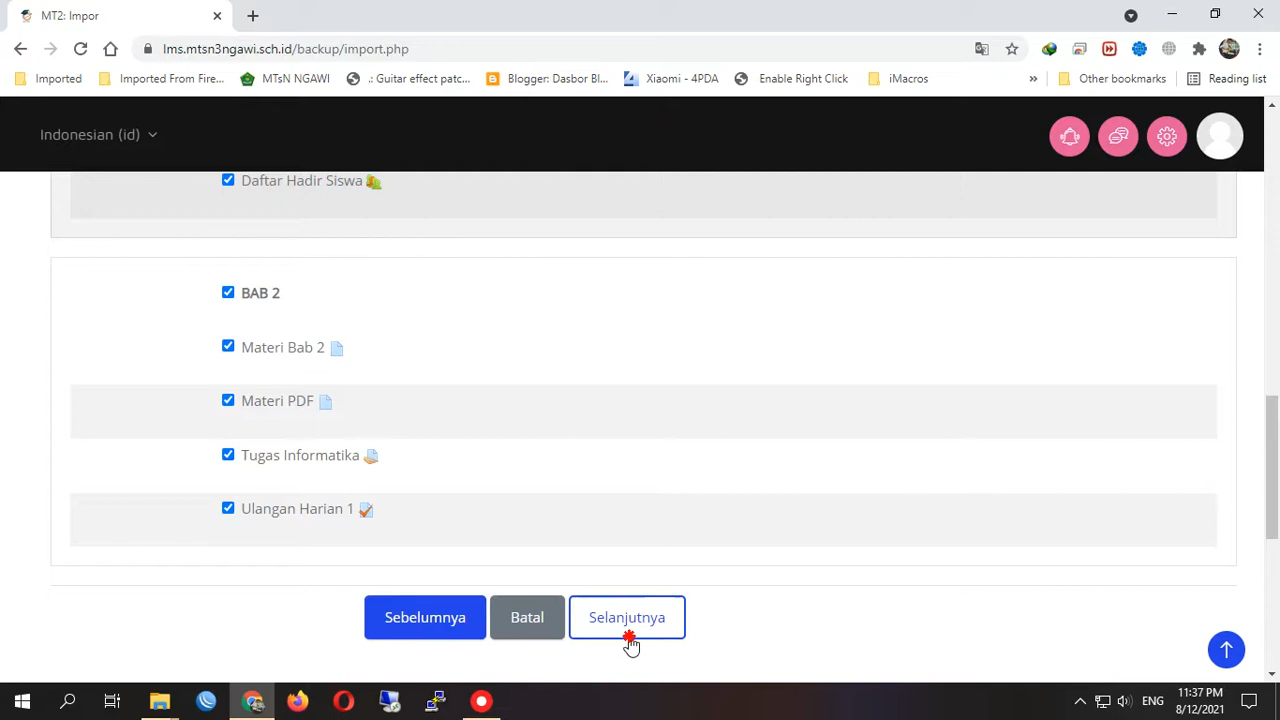 MT2: Impor
lms.mtsn3ngawi.sch.id/backup/import.php
Imported
Imported From Fire...
MTsN NGAWI
.: Guitar effect patc...
Blogger: Dasbor Bl...
Xiaomi - 4PDA
Enable Right Click
iMacros
»
Other bookmarks
Reading list
Indonesian (id)
Daftar Hadir Siswa
BAB 2
Materi Bab 2
Materi PDF
Tugas Informatika
Ulangan Harian 1
Sebelumnya
Batal
Selanjutnya
ENG
11:37 PM
8/12/2021